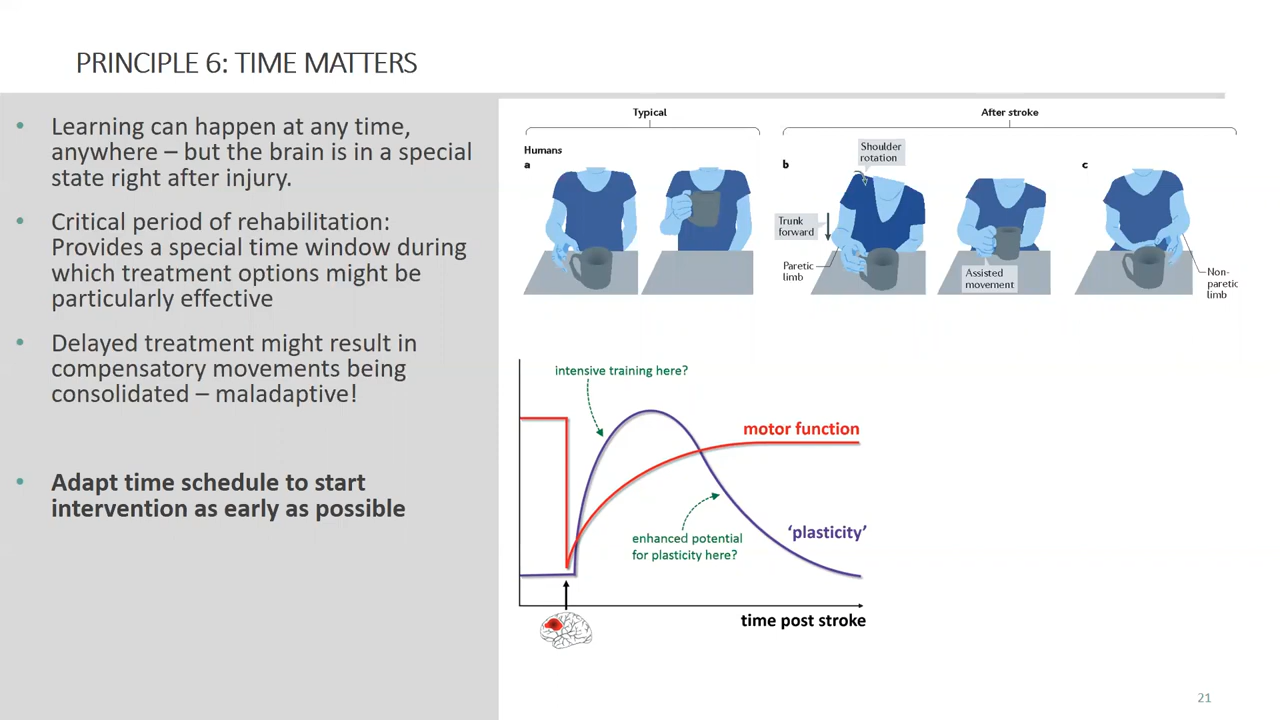 PRINCIPLE 6: TIME MATTERS
• Learning can happen at any time,
anywhere – but the brain is in a special
state right after injury.
• Critical period of rehabilitation:
Provides a special time window during
which treatment options might be
particularly effective
• Delayed treatment might result in
compensatory movements being
consolidated – maladaptive!
• Adapt time schedule to start
intervention as early as possible
Typical
After stroke
Humans
a
b
c
Shoulder
rotation
Trunk
forward
Paretic
limb
Assisted
movement
Non-
paretic
limb
intensive training here?
motor function
enhanced potential
for plasticity here?
‘plasticity’
time post stroke
21